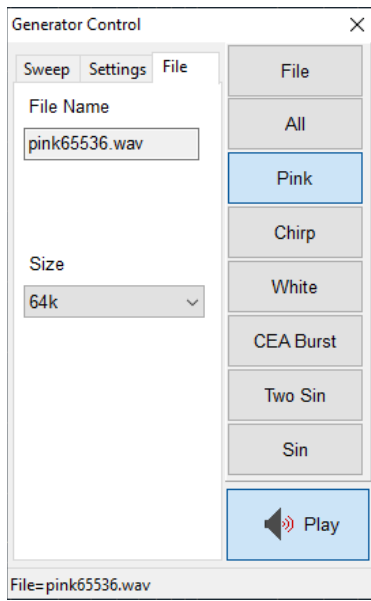 Generator Control
Sweep Settings File
File Name
pink65536.wav
Size
64k
File
All
Pink
Chirp
White
CEA Burst
Two Sin
Sin
Play
File=pink65536.wav